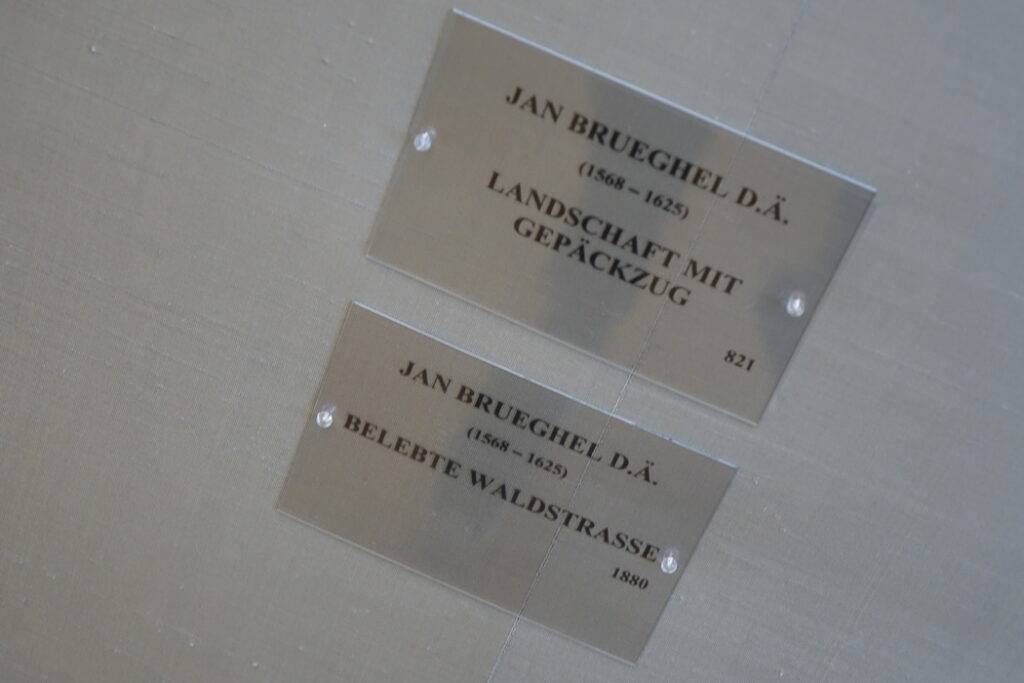 JAN BRUEGHEL D.Ä.
(1568 – 1625)
LANDSCHAFT MIT
GEPÄCKZUG
821
JAN BRUEGHEL D.Ä.
(1568 – 1625)
BELEBTE WALDSTRASSE
1880